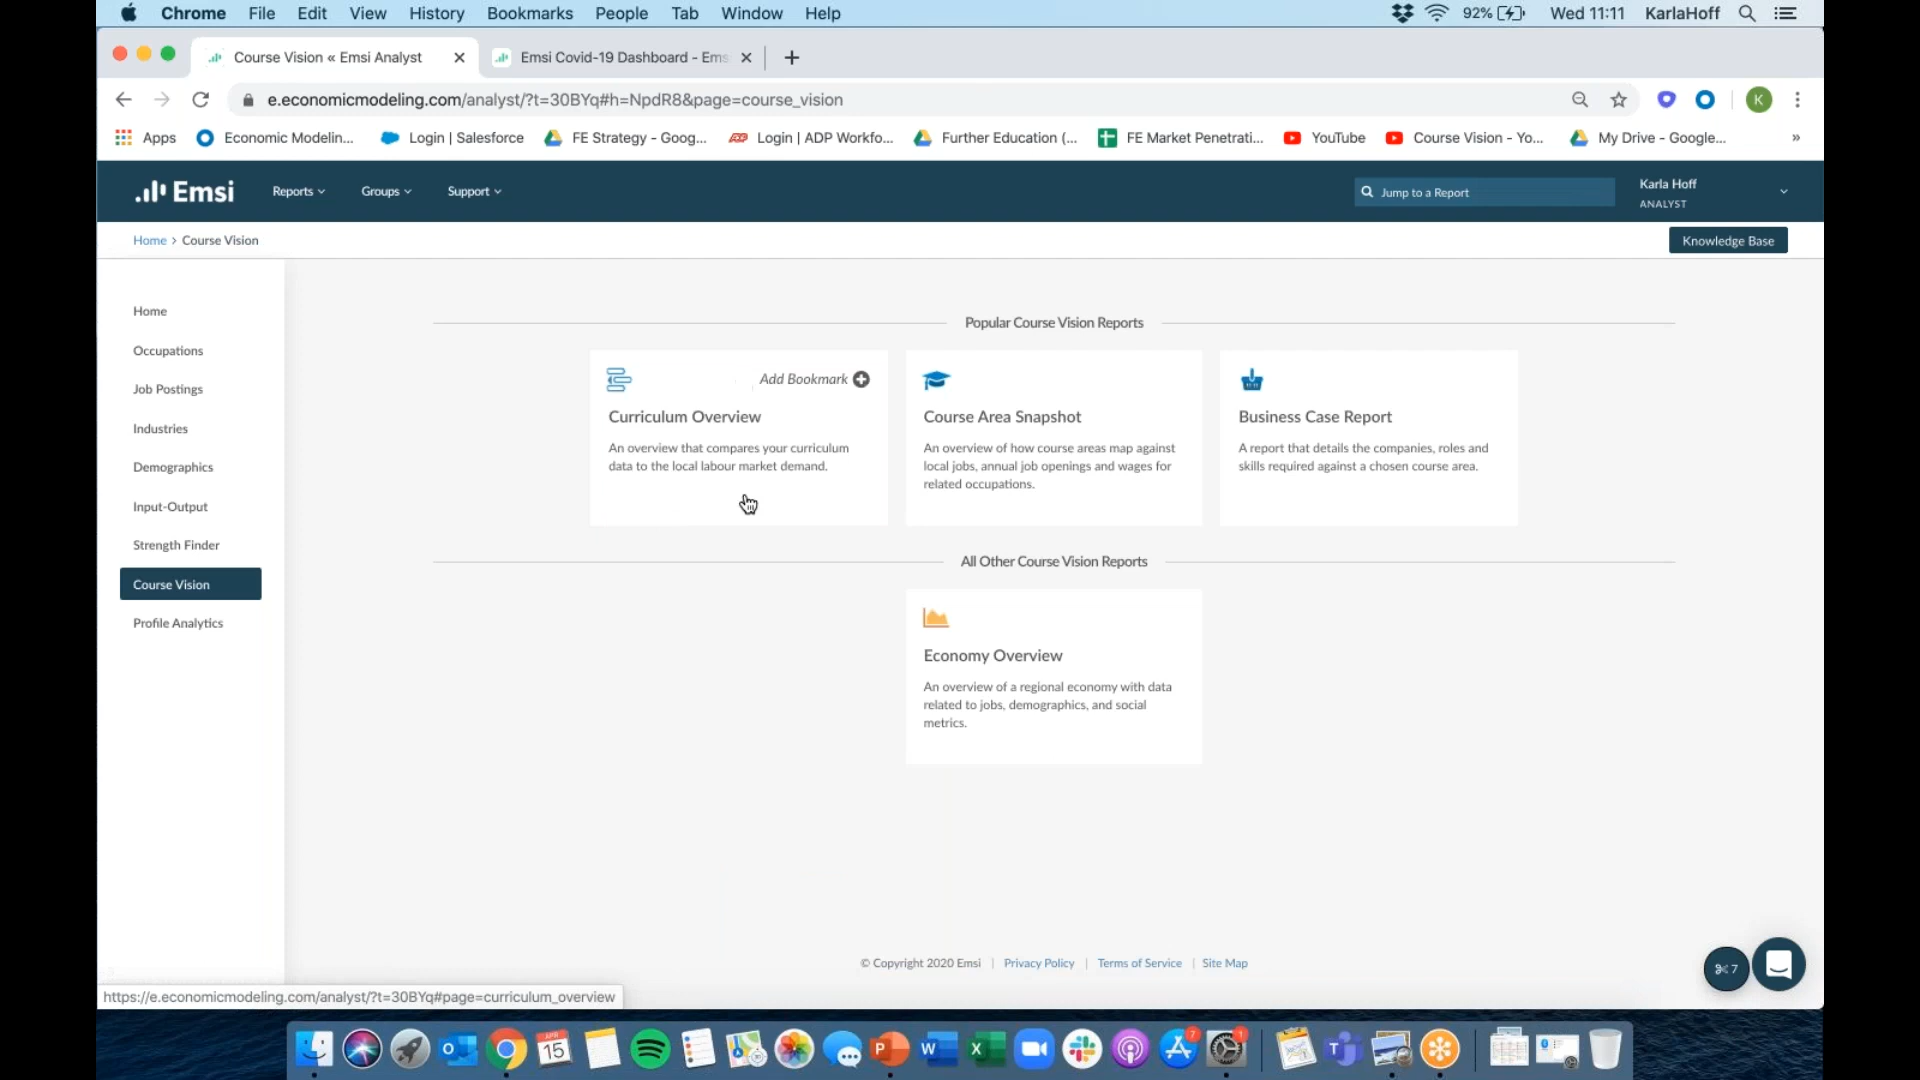 Chrome File Edit View History Bookmarks People Tab Window Help 92% Wed 11:11 KarlaHoff
Course Vision « Emsi Analyst Emsi Covid-19 Dashboard - Ems
e.economicmodeling.com/analyst/?t=30BYq#h=NpdR8&page=course_vision K
Apps Economic Modelin... Login | Salesforce FE Strategy - Goog... Login | ADP Workfo... Further Education (... FE Market Penetrati... YouTube Course Vision - Yo... My Drive - Google... »
Emsi Reports Groups Support Jump to a Report Karla Hoff
ANALYST
Home > Course Vision Knowledge Base
Home
Occupations
Job Postings
Industries
Demographics
Input-Output
Strength Finder
Course Vision
Profile Analytics
Popular Course Vision Reports
Add Bookmark
Curriculum Overview
An overview that compares your curriculum
data to the local labour market demand.
Course Area Snapshot
An overview of how course areas map against
local jobs, annual job openings and wages for
related occupations.
Business Case Report
A report that details the companies, roles and
skills required against a chosen course area.
All Other Course Vision Reports
Economy Overview
An overview of a regional economy with data
related to jobs, demographics, and social
metrics.
© Copyright 2020 Emsi | Privacy Policy | Terms of Service | Site Map
7
https://e.economicmodeling.com/analyst/?t=30BYq#page=curriculum_overview
APR
15
7
1